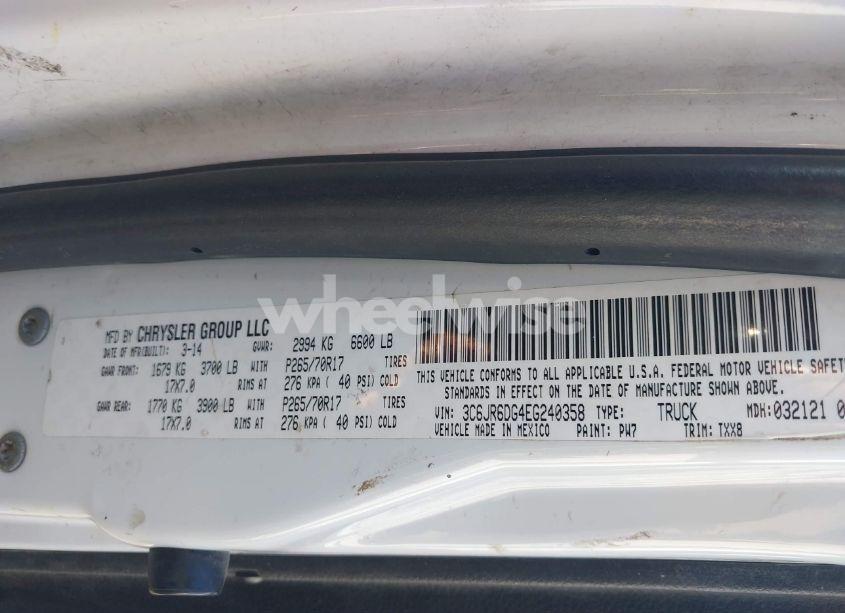 wheelwise
MFD BY CHRYSLER GROUP LLC
DATE OF MFR(BUILT): 3-14 GVWR: 2994 KG 6600 LB
GAWR FRONT: 1679 KG 3700 LB WITH P265/70R17 TIRES
17X7.0 RIMS AT 276 KPA ( 40 PSI) COLD
GAWR REAR: 1770 KG 3900 LB WITH P265/70R17 TIRES
17X7.0 RIMS AT 276 KPA ( 40 PSI) COLD
THIS VEHICLE CONFORMS TO ALL APPLICABLE U.S.A. FEDERAL MOTOR VEHICLE SAFETY
STANDARDS IN EFFECT ON THE DATE OF MANUFACTURE SHOWN ABOVE.
VIN: 3C6JR6DG4EG240358 TYPE: TRUCK MDH: 032121 0
VEHICLE MADE IN MEXICO PAINT: PW7 TRIM: TXX8